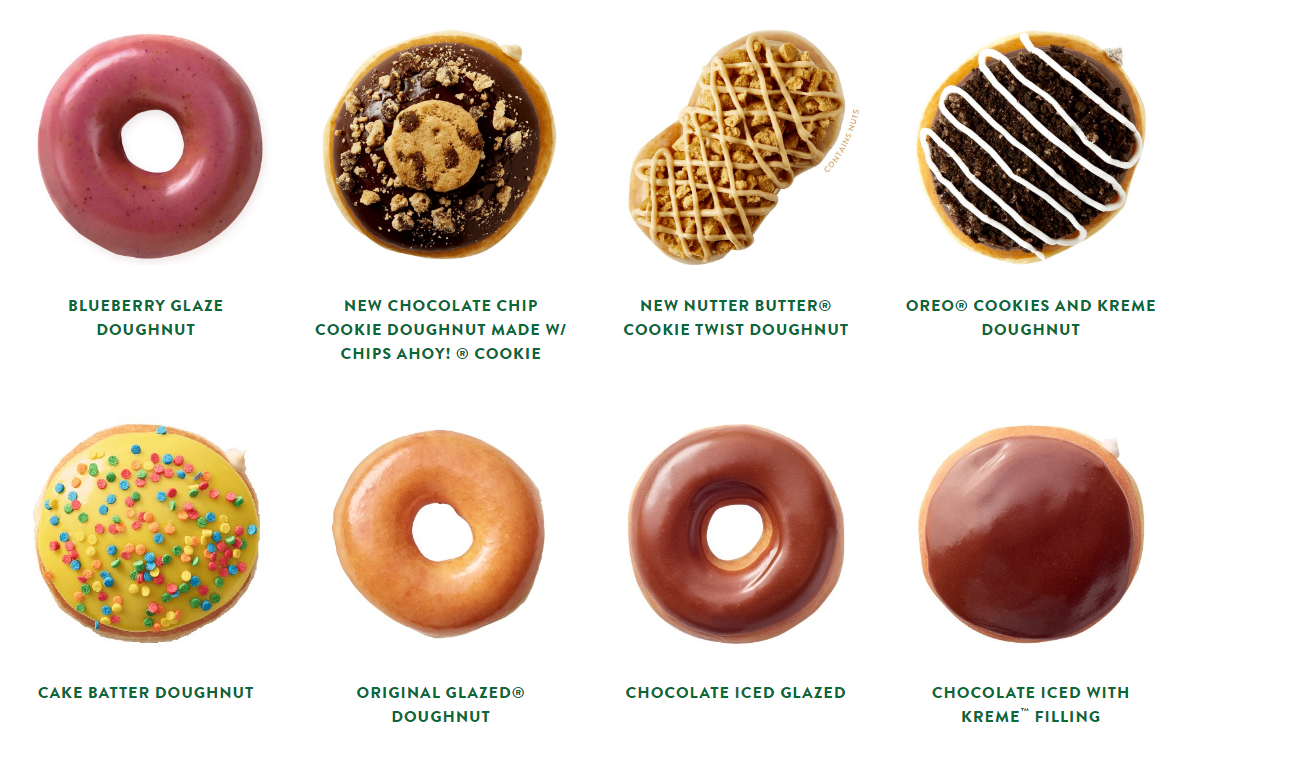 CONTAINS NUTS
BLUEBERRY GLAZE
DOUGHNUT
NEW CHOCOLATE CHIP
COOKIE DOUGHNUT MADE W/
CHIPS AHOY! ® COOKIE
NEW NUTTER BUTTER®
COOKIE TWIST DOUGHNUT
OREO® COOKIES AND KREME
DOUGHNUT
CAKE BATTER DOUGHNUT
ORIGINAL GLAZED®
DOUGHNUT
CHOCOLATE ICED GLAZED
CHOCOLATE ICED WITH
KREME™ FILLING